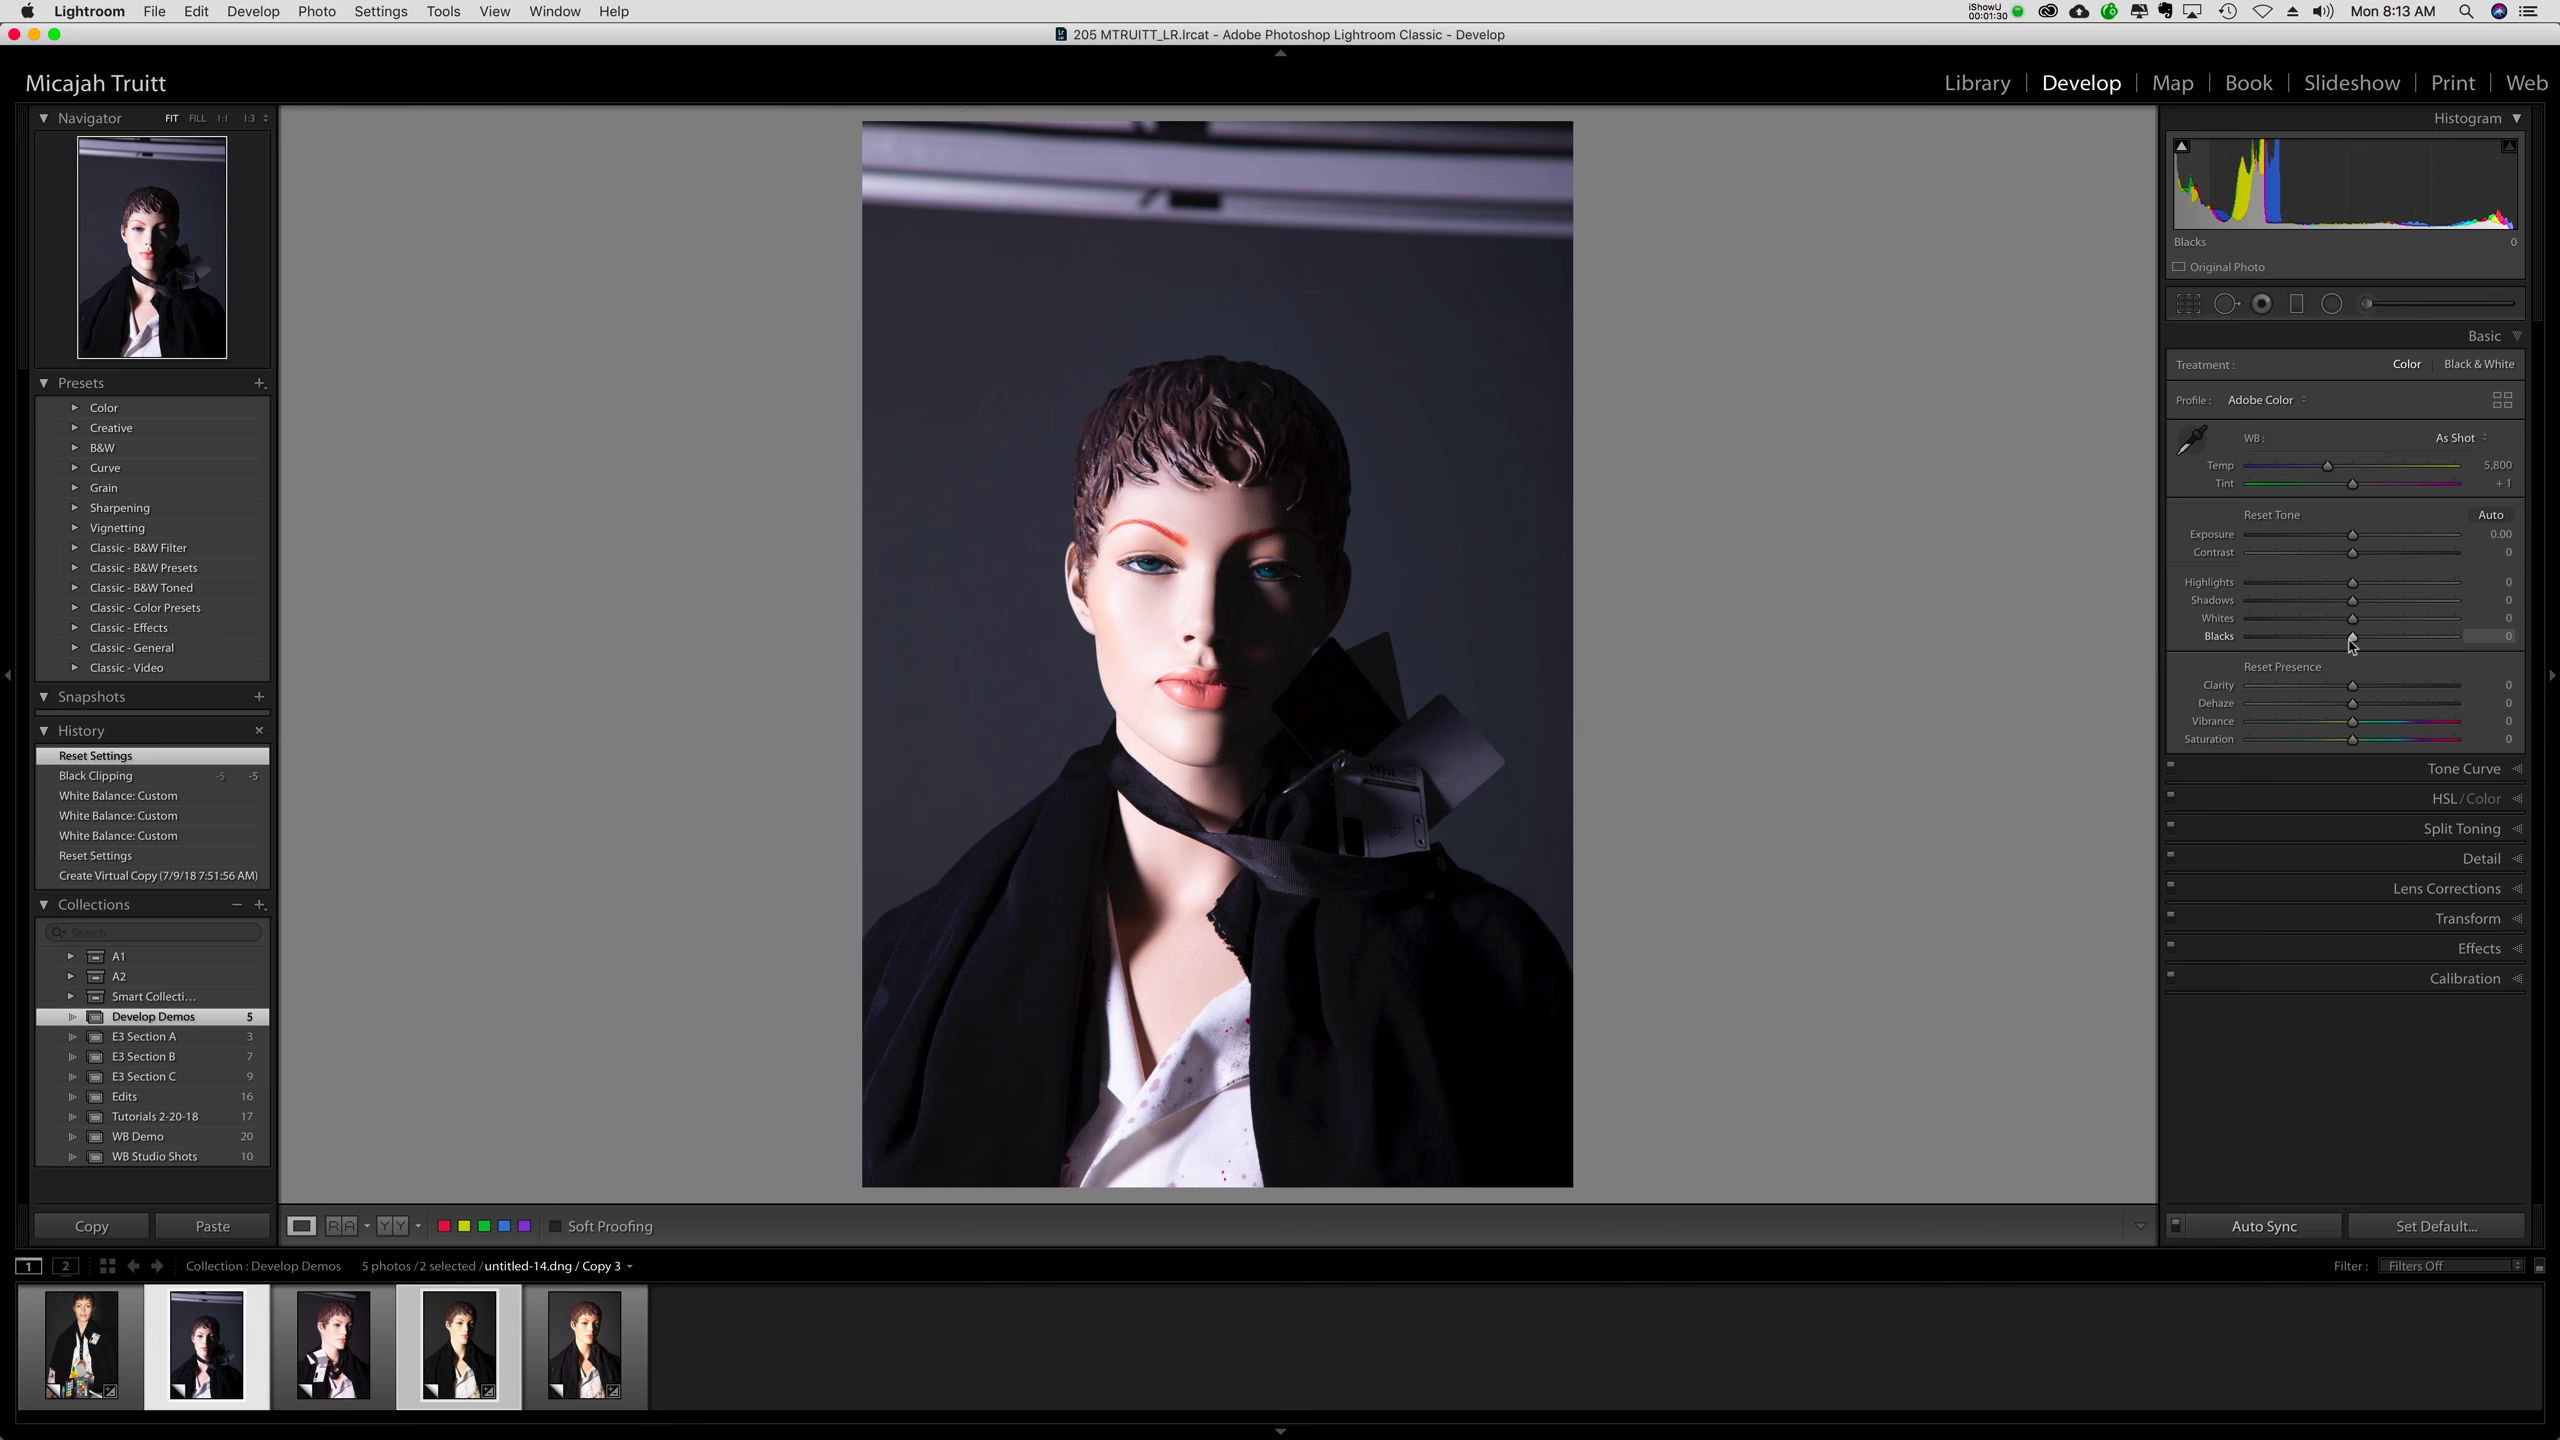 Lightroom File Edit Develop Photo Settings Tools View Window Help
iShowU
00:01:30
Mon 8:13 AM
205 MTRUITT_LR.lrcat - Adobe Photoshop Lightroom Classic - Develop
Micajah Truitt
Library | Develop | Map | Book | Slideshow | Print | Web
Navigator FIT FILL 1:1 1:3
Presets
Color
Creative
B&W
Curve
Grain
Sharpening
Vignetting
Classic - B&W Filter
Classic - B&W Presets
Classic - B&W Toned
Classic - Color Presets
Classic - Effects
Classic - General
Classic - Video
Snapshots
History
Reset Settings
Black Clipping -5 -5
White Balance: Custom
White Balance: Custom
White Balance: Custom
Reset Settings
Create Virtual Copy (7/9/18 7:51:56 AM)
Collections
Search
A1
A2
Smart Collecti...
Develop Demos 5
E3 Section A 3
E3 Section B 7
E3 Section C 9
Edits 16
Tutorials 2-20-18 17
WB Demo 20
WB Studio Shots 10
Copy Paste
Histogram
Blacks 0
Original Photo
Basic
Treatment : Color Black & White
Profile : Adobe Color
WB : As Shot
Temp 5,800
Tint + 1
Reset Tone Auto
Exposure 0.00
Contrast 0
Highlights 0
Shadows 0
Whites 0
Blacks 0
Reset Presence
Clarity 0
Dehaze 0
Vibrance 0
Saturation 0
Tone Curve
HSL / Color
Split Toning
Detail
Lens Corrections
Transform
Effects
Calibration
RA YY Soft Proofing
Auto Sync Set Default...
1 2 Collection : Develop Demos 5 photos / 2 selected / untitled-14.dng / Copy 3
Filter : Filters Off